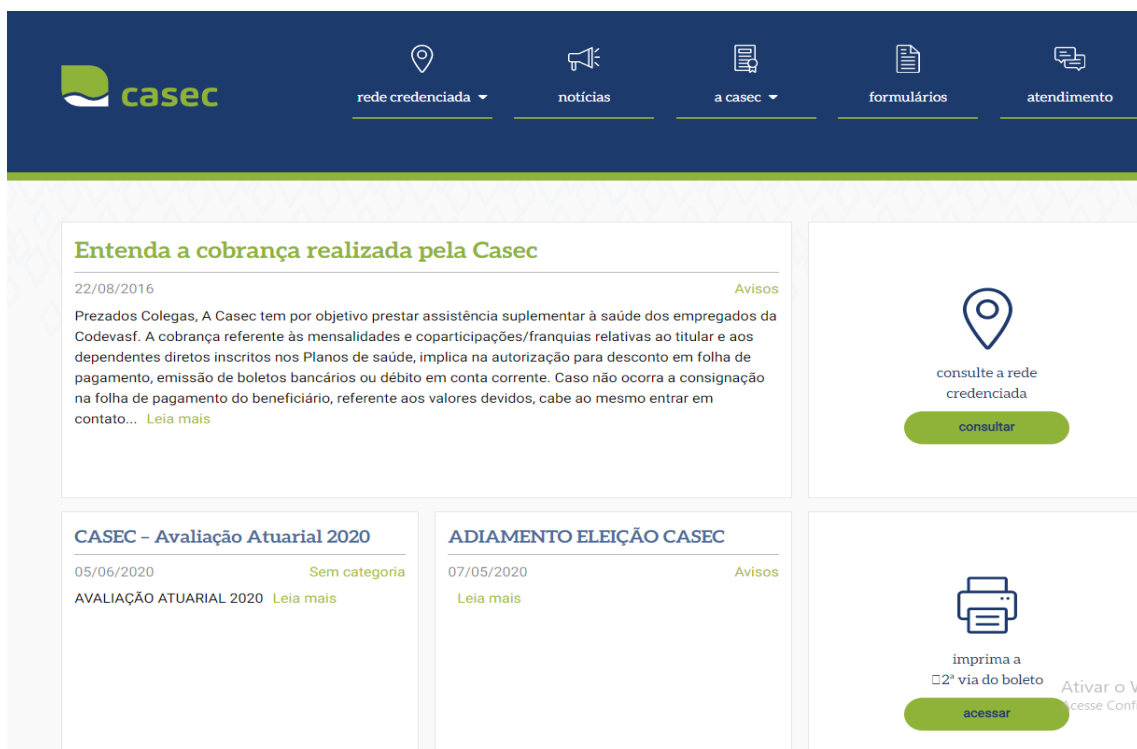 casec
rede credenciada
notícias
a casec
formulários
atendimento
Entenda a cobrança realizada pela Casec
22/08/2016
Avisos
Prezados Colegas, A Casec tem por objetivo prestar assistência suplementar à saúde dos empregados da
Codevasf. A cobrança referente às mensalidades e coparticipações/franquias relativas ao titular e aos
dependentes diretos inscritos nos Planos de saúde, implica na autorização para desconto em folha de
pagamento, emissão de boletos bancários ou débito em conta corrente. Caso não ocorra a consignação
na folha de pagamento do beneficiário, referente aos valores devidos, cabe ao mesmo entrar em
contato... Leia mais
consulte a rede
credenciada
consultar
CASEC – Avaliação Atuarial 2020
05/06/2020
Sem categoria
AVALIAÇÃO ATUARIAL 2020 Leia mais
ADIAMENTO ELEIÇÃO CASEC
07/05/2020
Avisos
Leia mais
imprima a
2ª via do boleto
acessar
Ativar o